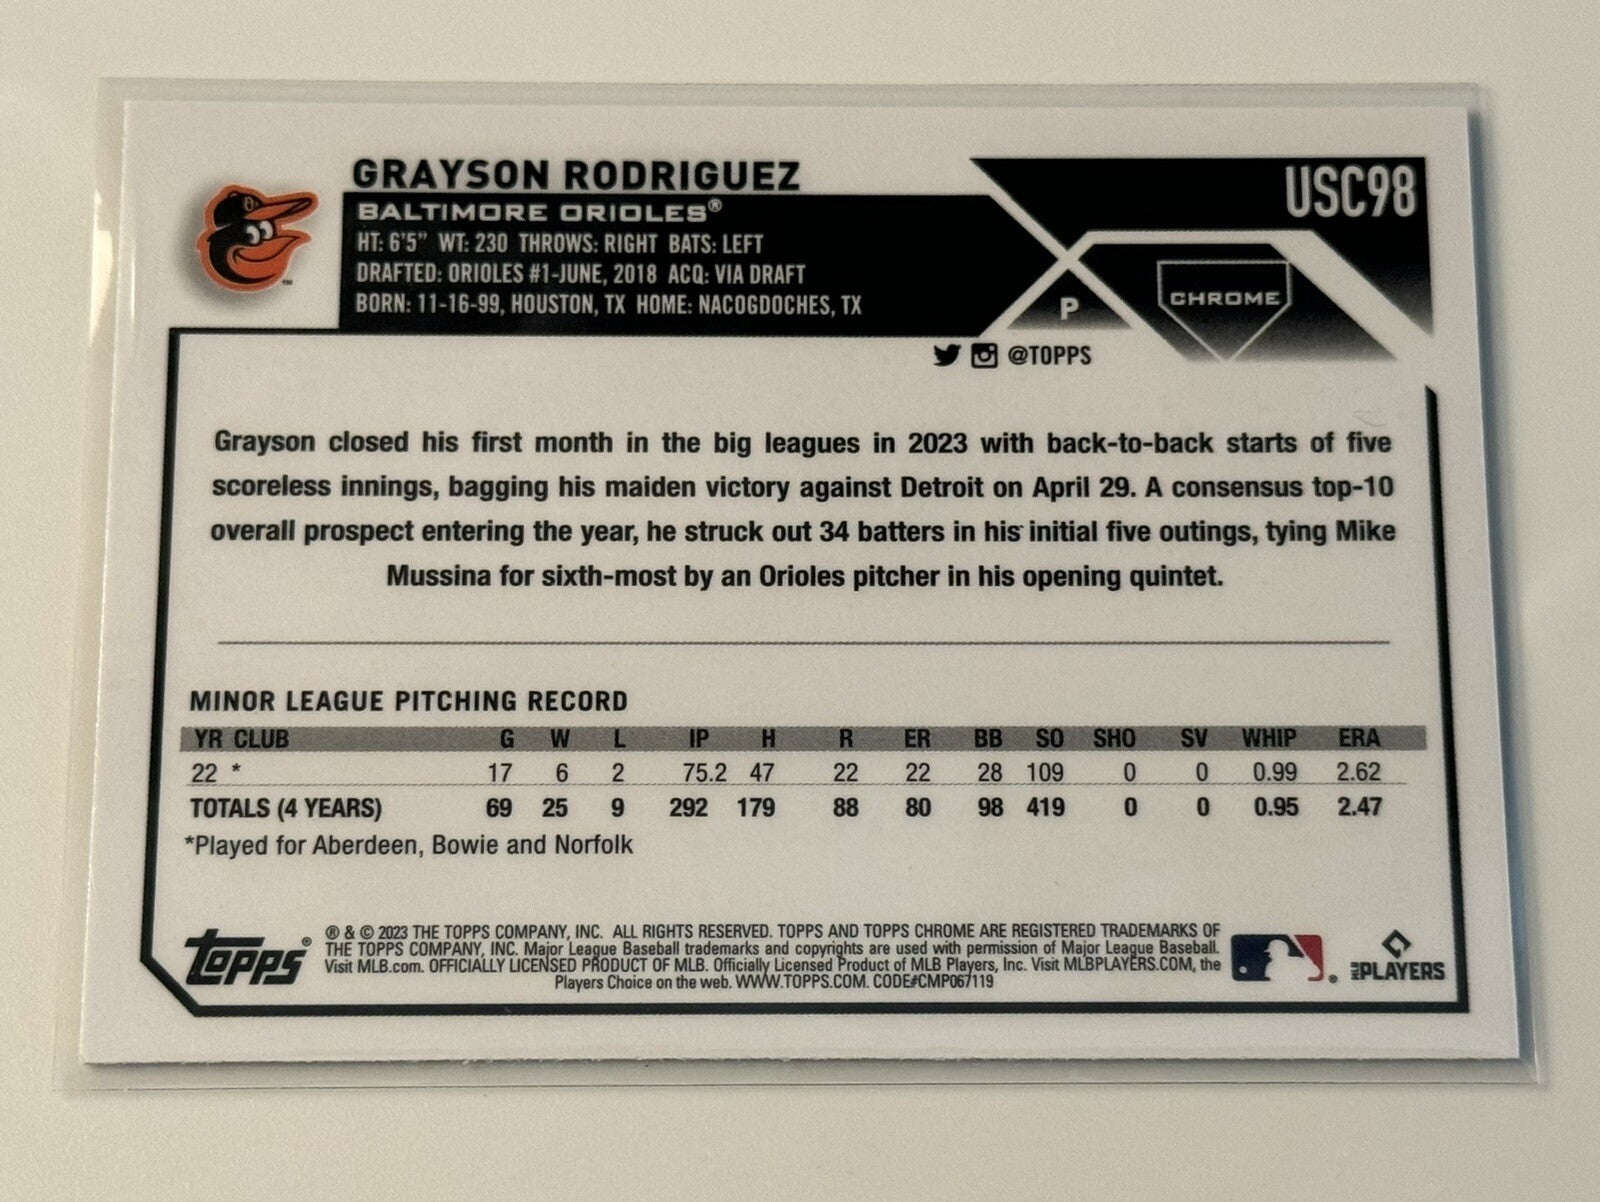 GRAYSON RODRIGUEZ
USC98
BALTIMORE ORIOLES®
HT: 6'5" WT: 230 THROWS: RIGHT BATS: LEFT
DRAFTED: ORIOLES #1-JUNE, 2018 ACQ: VIA DRAFT
BORN: 11-16-99, HOUSTON, TX HOME: NACOGDOCHES, TX
P
CHROME
@TOPPS
Grayson closed his first month in the big leagues in 2023 with back-to-back starts of five
scoreless innings, bagging his maiden victory against Detroit on April 29. A consensus top-10
overall prospect entering the year, he struck out 34 batters in his initial five outings, tying Mike
Mussina for sixth-most by an Orioles pitcher in his opening quintet.
MINOR LEAGUE PITCHING RECORD
YR CLUB G W L IP H R ER BB SO SHO SV WHIP ERA
22 * 17 6 2 75.2 47 22 22 28 109 0 0 0.99 2.62
TOTALS (4 YEARS) 69 25 9 292 179 88 80 98 419 0 0 0.95 2.47
*Played for Aberdeen, Bowie and Norfolk
TOPPS®
® & © 2023 THE TOPPS COMPANY, INC. ALL RIGHTS RESERVED. TOPPS AND TOPPS CHROME ARE REGISTERED TRADEMARKS OF
THE TOPPS COMPANY, INC. Major League Baseball trademarks and copyrights are used with permission of Major League Baseball.
Visit MLB.com. OFFICIALLY LICENSED PRODUCT OF MLB. Officially Licensed Product of MLB Players, Inc. Visit MLBPLAYERS.COM, the
Players Choice on the web. WWW.TOPPS.COM. CODE#CMP067119
MLB PLAYERS